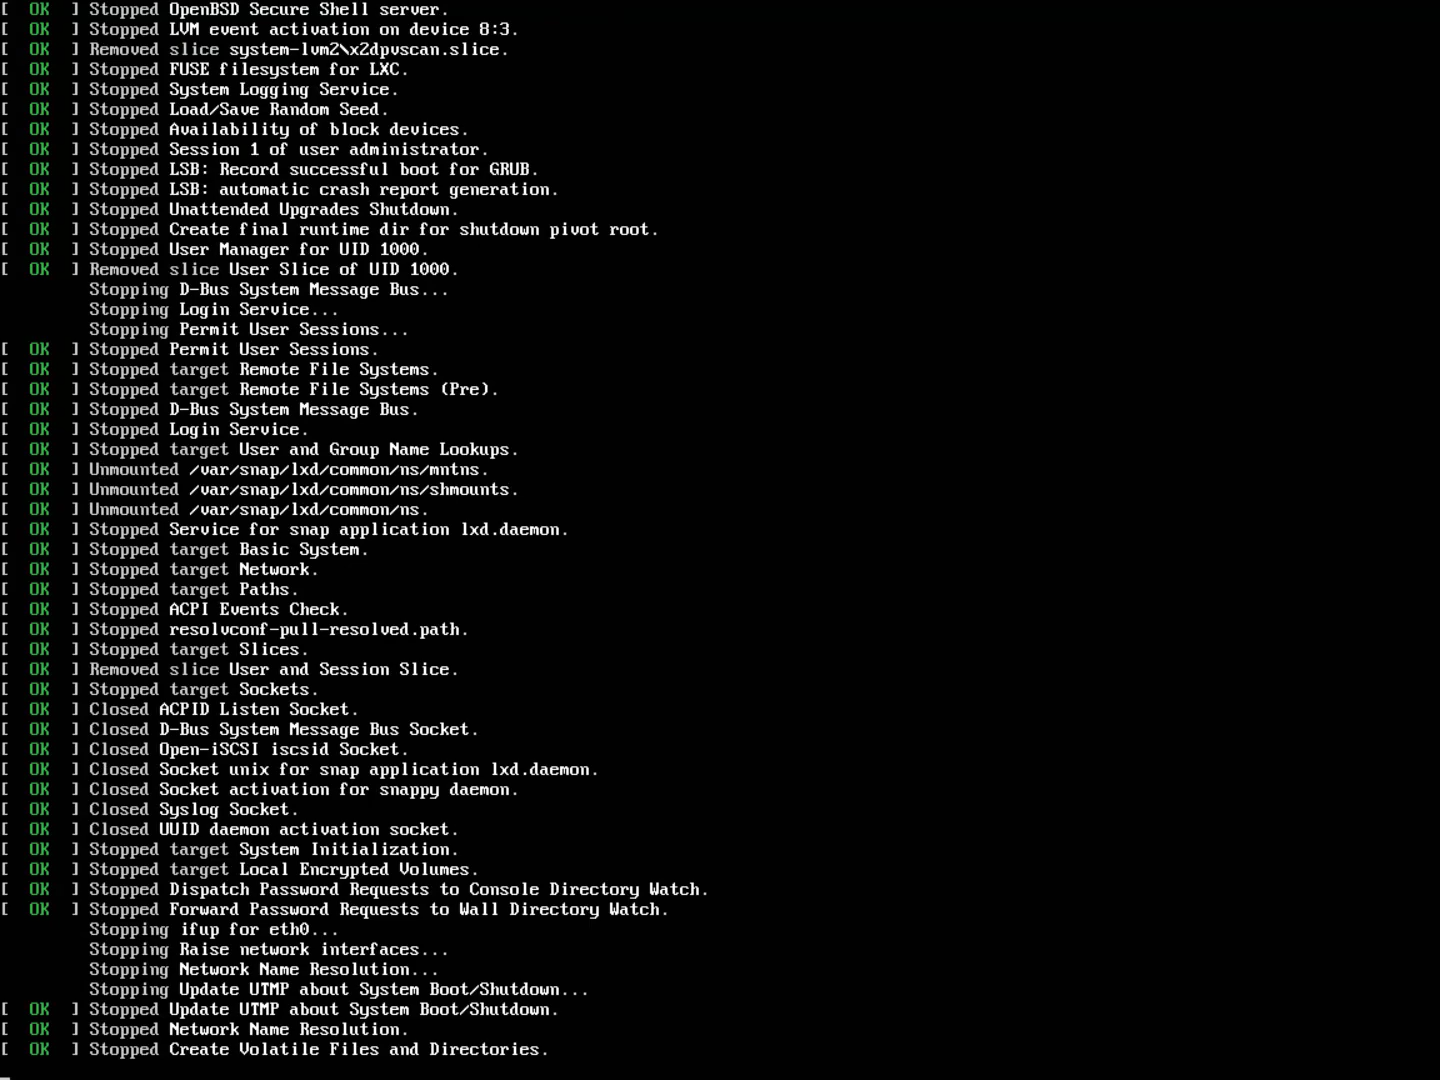 [  OK  ] Stopped OpenBSD Secure Shell server.
[  OK  ] Stopped LVM event activation on device 8:3.
[  OK  ] Removed slice system-lvm2\x2dpvscan.slice.
[  OK  ] Stopped FUSE filesystem for LXC.
[  OK  ] Stopped System Logging Service.
[  OK  ] Stopped Load/Save Random Seed.
[  OK  ] Stopped Availability of block devices.
[  OK  ] Stopped Session 1 of user administrator.
[  OK  ] Stopped LSB: Record successful boot for GRUB.
[  OK  ] Stopped LSB: automatic crash report generation.
[  OK  ] Stopped Unattended Upgrades Shutdown.
[  OK  ] Stopped Create final runtime dir for shutdown pivot root.
[  OK  ] Stopped User Manager for UID 1000.
[  OK  ] Removed slice User Slice of UID 1000.
Stopping D-Bus System Message Bus...
Stopping Login Service...
Stopping Permit User Sessions...
[  OK  ] Stopped Permit User Sessions.
[  OK  ] Stopped target Remote File Systems.
[  OK  ] Stopped target Remote File Systems (Pre).
[  OK  ] Stopped D-Bus System Message Bus.
[  OK  ] Stopped Login Service.
[  OK  ] Stopped target User and Group Name Lookups.
[  OK  ] Unmounted /var/snap/lxd/common/ns/mntns.
[  OK  ] Unmounted /var/snap/lxd/common/ns/shmounts.
[  OK  ] Unmounted /var/snap/lxd/common/ns.
[  OK  ] Stopped Service for snap application lxd.daemon.
[  OK  ] Stopped target Basic System.
[  OK  ] Stopped target Network.
[  OK  ] Stopped target Paths.
[  OK  ] Stopped ACPI Events Check.
[  OK  ] Stopped resolvconf-pull-resolved.path.
[  OK  ] Stopped target Slices.
[  OK  ] Removed slice User and Session Slice.
[  OK  ] Stopped target Sockets.
[  OK  ] Closed ACPID Listen Socket.
[  OK  ] Closed D-Bus System Message Bus Socket.
[  OK  ] Closed Open-iSCSI iscsid Socket.
[  OK  ] Closed Socket unix for snap application lxd.daemon.
[  OK  ] Closed Socket activation for snappy daemon.
[  OK  ] Closed Syslog Socket.
[  OK  ] Closed UUID daemon activation socket.
[  OK  ] Stopped target System Initialization.
[  OK  ] Stopped target Local Encrypted Volumes.
[  OK  ] Stopped Dispatch Password Requests to Console Directory Watch.
[  OK  ] Stopped Forward Password Requests to Wall Directory Watch.
Stopping ifup for eth0...
Stopping Raise network interfaces...
Stopping Network Name Resolution...
Stopping Update UTMP about System Boot/Shutdown...
[  OK  ] Stopped Update UTMP about System Boot/Shutdown.
[  OK  ] Stopped Network Name Resolution.
[  OK  ] Stopped Create Volatile Files and Directories.